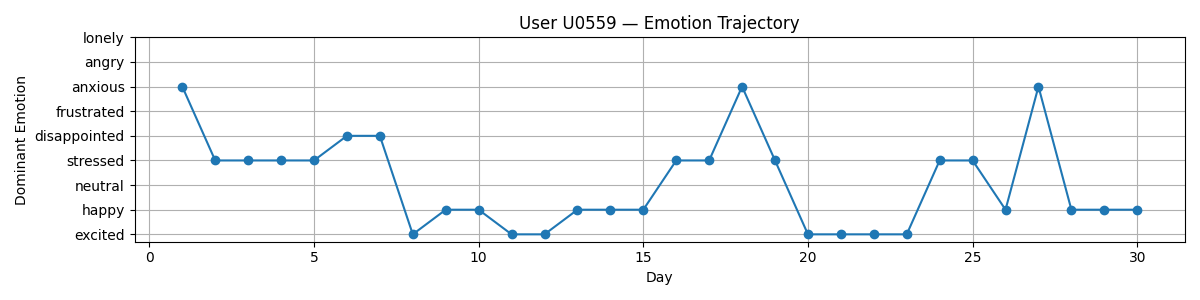 User U0559 — Emotion Trajectory
Dominant Emotion
lonely
angry
anxious
frustrated
disappointed
stressed
neutral
happy
excited
0 5 10 15 20 25 30
Day